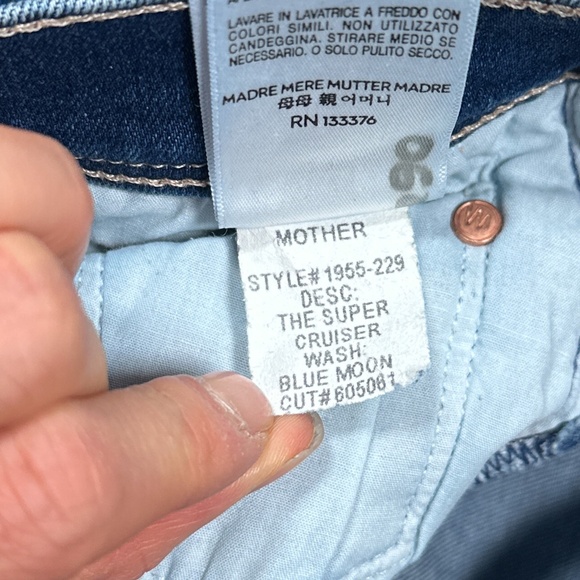 LAVARE IN LAVATRICE A FREDDO CON
COLORI SIMILI. NON UTILIZZATO
CANDEGGINA. STIRARE MEDIO SE
NECESSARIO. O SOLO PULITO SECCO.
MADRE MERE MUTTER MADRE
母母 親 어머니
RN 133376
MOTHER
STYLE# 1955-229
DESC:
THE SUPER
CRUISER
WASH:
BLUE MOON
CUT# 605061